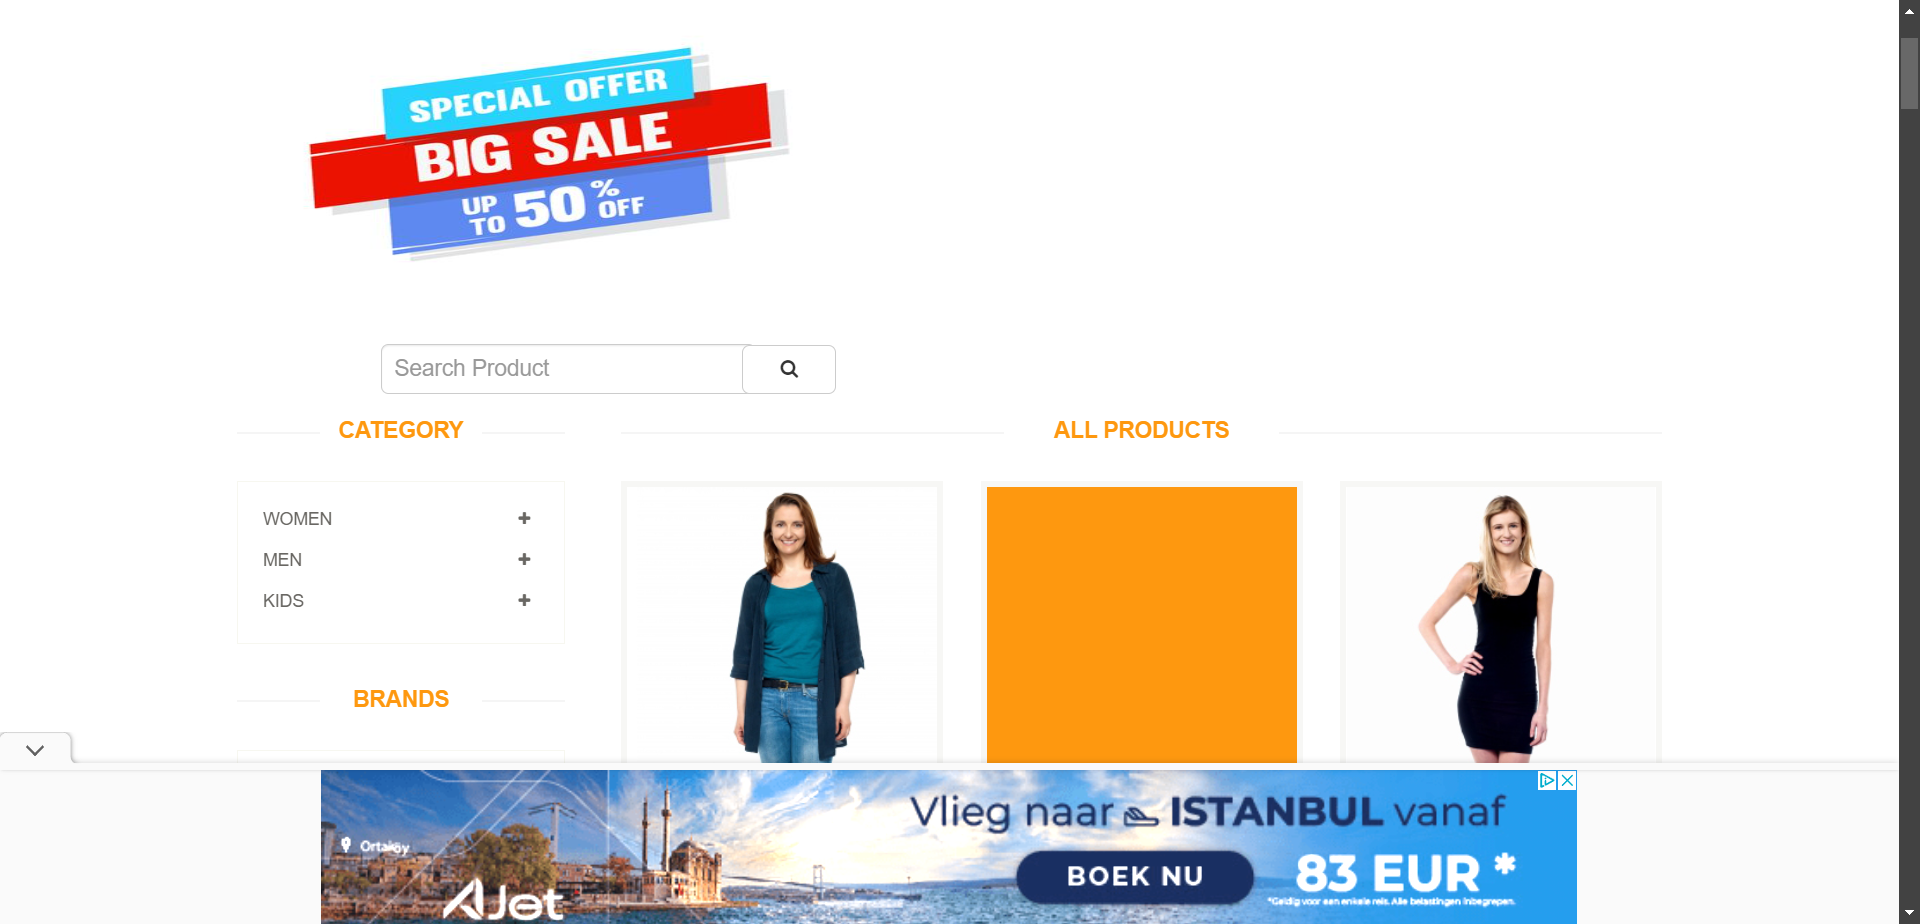 SPECIAL OFFER
BIG SALE
UP TO 50% OFF
Search Product
CATEGORY
ALL PRODUCTS
WOMEN
MEN
KIDS
BRANDS
Vlieg naar ISTANBUL vanaf
Ortaköy
BOEK NU
83 EUR *
AJet
*Geldig voor een enkele reis. Alle belastingen inbegrepen.